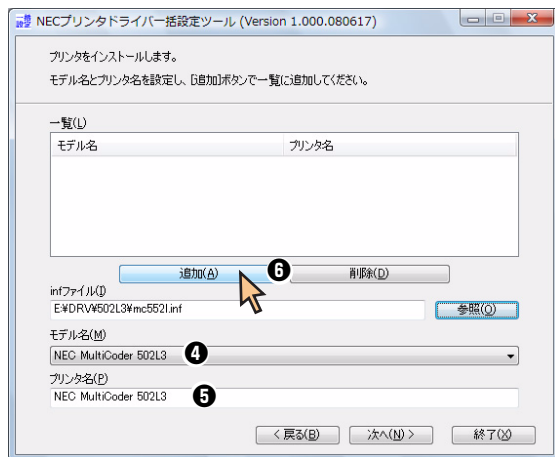 NECプリンタドライバー括設定ツール (Version 1.000.080617)
プリンタをインストールします。
モデル名とプリンタ名を設定し、[追加]ボタンで一覧に追加してください。
一覧(L)
モデル名 プリンタ名
追加(A) ❻ 削除(D)
infファイル(I)
E:¥DRV¥502L3¥mc552l.inf 参照(O)
モデル名(M)
NEC MultiCoder 502L3 ❹
プリンタ名(P)
NEC MultiCoder 502L3 ❺
< 戻る(B) 次へ(N) > 終了(X)